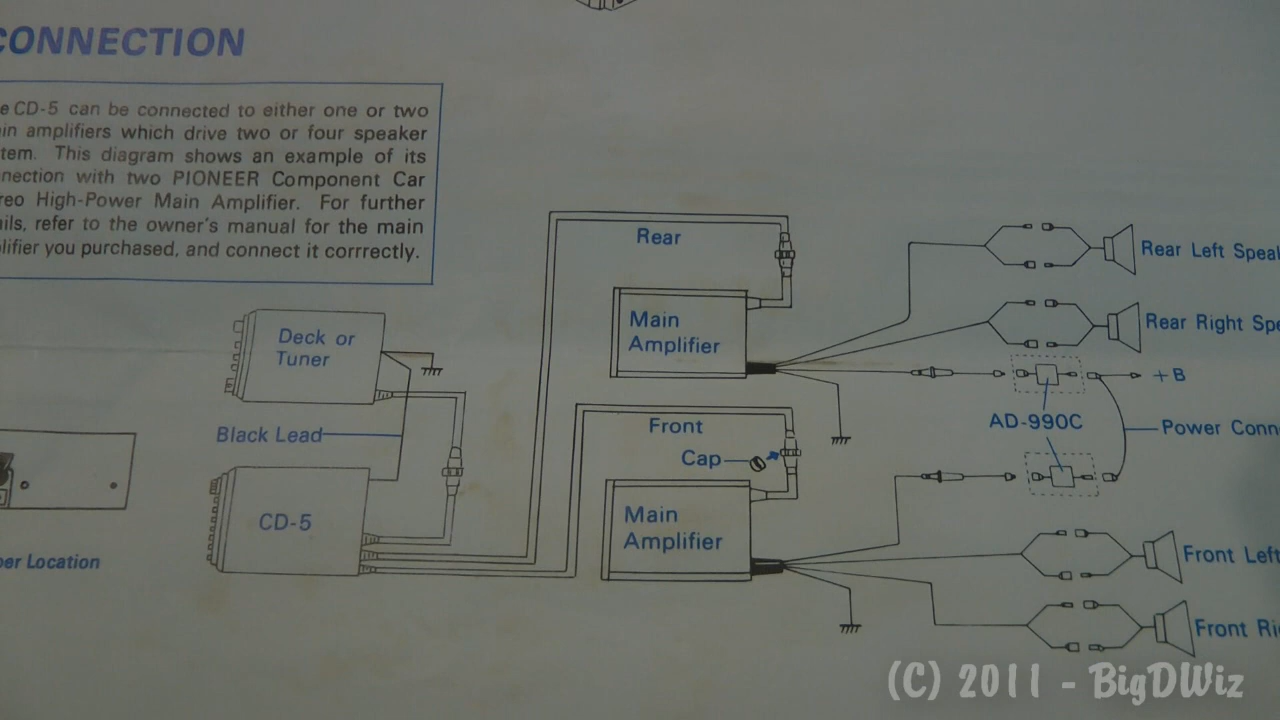 CONNECTION
e CD-5 can be connected to either one or two
in amplifiers which drive two or four speaker
tem. This diagram shows an example of its
nection with two PIONEER Component Car
reo High-Power Main Amplifier. For further
ails, refer to the owner's manual for the main
plifier you purchased, and connect it corrrectly.
Rear
Rear Left Speak
Main
Amplifier
Rear Right Spe
Deck or
Tuner
+B
AD-990C
Front
Power Conn
Black Lead
Cap
CD-5
Main
Amplifier
Front Left
ber Location
Front Ri
(C) 2011 - BigDWiz